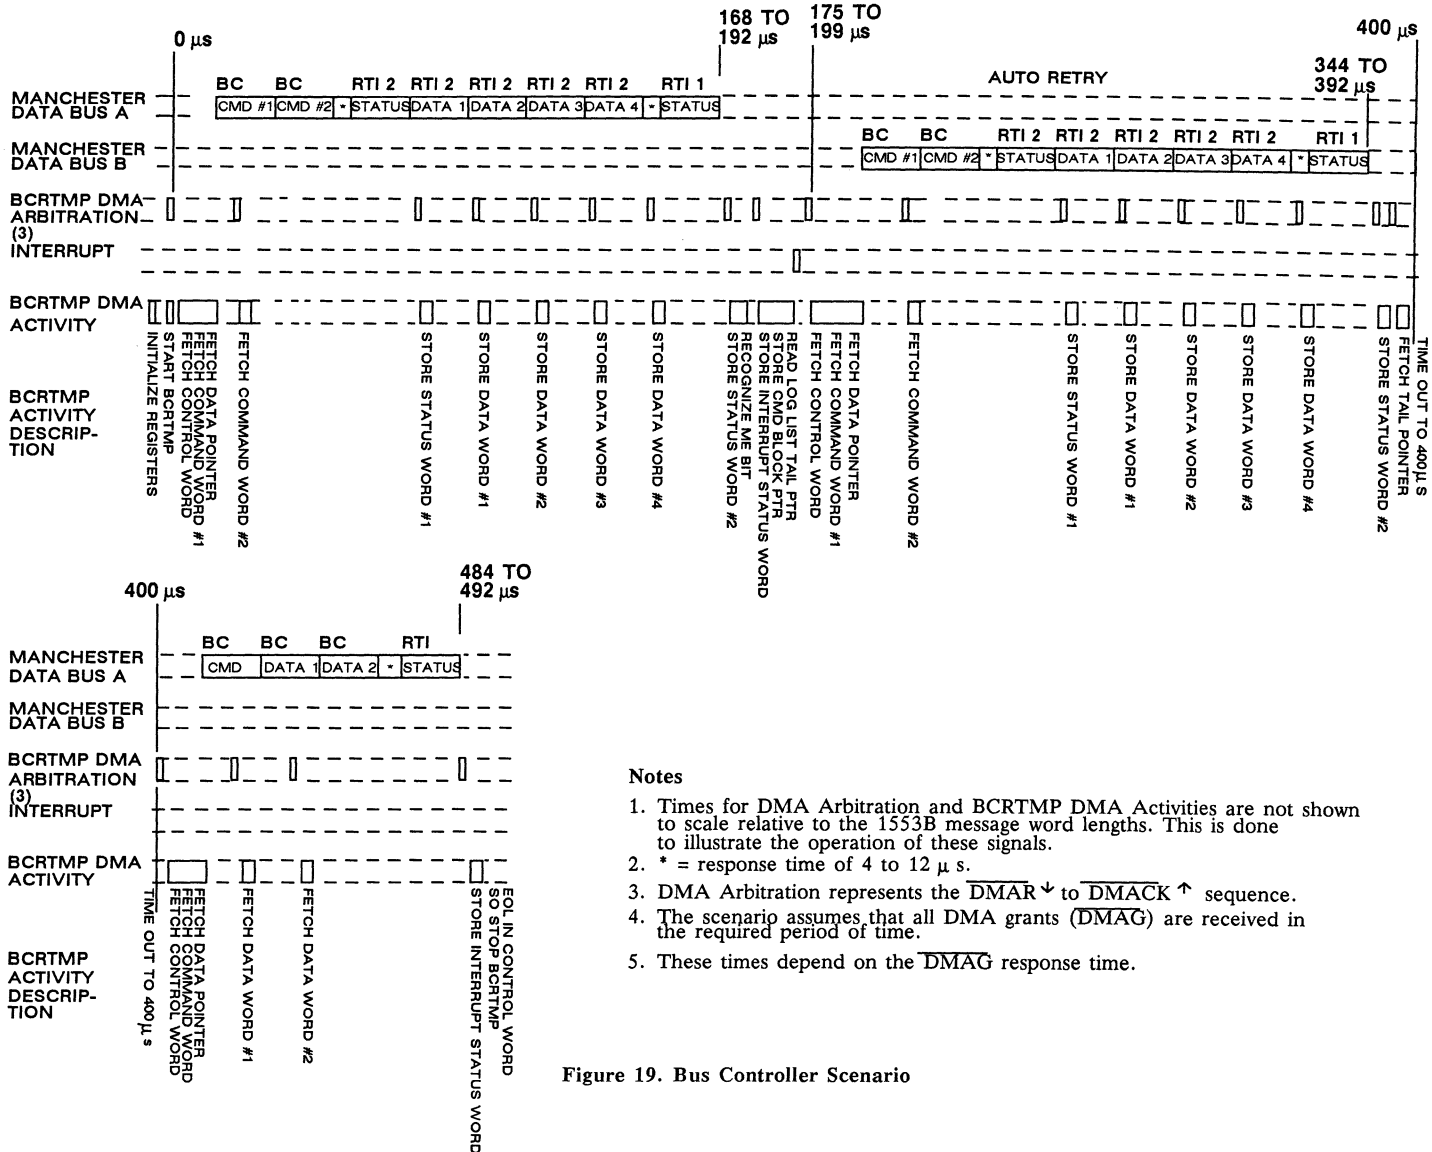 0 µs
168 TO
192 µs
175 TO
199 µs
400 µs
344 TO
392 µs
AUTO RETRY
BC BC RTI 2 RTI 2 RTI 2 RTI 2 RTI 2 RTI 1
MANCHESTER
DATA BUS A
CMD #1 CMD #2 * STATUS DATA 1 DATA 2 DATA 3 DATA 4 * STATUS
BC BC RTI 2 RTI 2 RTI 2 RTI 2 RTI 2 RTI 1
MANCHESTER
DATA BUS B
CMD #1 CMD #2 * STATUS DATA 1 DATA 2 DATA 3 DATA 4 * STATUS
BCRTMP DMA
ARBITRATION
(3)
INTERRUPT
BCRTMP DMA
ACTIVITY
BCRTMP
ACTIVITY
DESCRIP-
TION
INITIALIZE REGISTERS
START BCRTMP
FETCH CONTROL WORD
FETCH COMMAND WORD #1
FETCH DATA POINTER
FETCH COMMAND WORD #2
STORE STATUS WORD #1
STORE DATA WORD #1
STORE DATA WORD #2
STORE DATA WORD #3
STORE DATA WORD #4
STORE STATUS WORD #2
RECOGNIZE ME BIT
STORE INTERRUPT STATUS WORD
STORE CMD BLOCK PTR
READ LOG LIST TAIL PTR
FETCH CONTROL WORD
FETCH COMMAND WORD #1
FETCH DATA POINTER
FETCH COMMAND WORD #2
STORE STATUS WORD #1
STORE DATA WORD #1
STORE DATA WORD #2
STORE DATA WORD #3
STORE DATA WORD #4
STORE STATUS WORD #2
FETCH TAIL POINTER
TIME OUT TO 400µ s
400 µs
484 TO
492 µs
BC BC BC RTI
MANCHESTER
DATA BUS A
CMD DATA 1 DATA 2 * STATUS
MANCHESTER
DATA BUS B
BCRTMP DMA
ARBITRATION
(3)
INTERRUPT
BCRTMP DMA
ACTIVITY
BCRTMP
ACTIVITY
DESCRIP-
TION
TIME OUT TO 400µ s
FETCH CONTROL WORD
FETCH COMMAND WORD
FETCH DATA POINTER
FETCH DATA WORD #1
FETCH DATA WORD #2
STORE INTERRUPT STATUS WORD
SO STOP BCRTMP
EOL IN CONTROL WORD
Notes
1. Times for DMA Arbitration and BCRTMP DMA Activities are not shown
to scale relative to the 1553B message word lengths. This is done
to illustrate the operation of these signals.
2. * = response time of 4 to 12 µ s.
3. DMA Arbitration represents the DMAR ↓ to DMACK ↑ sequence.
4. The scenario assumes that all DMA grants (DMAG) are received in
the required period of time.
5. These times depend on the DMAG response time.
Figure 19. Bus Controller Scenario